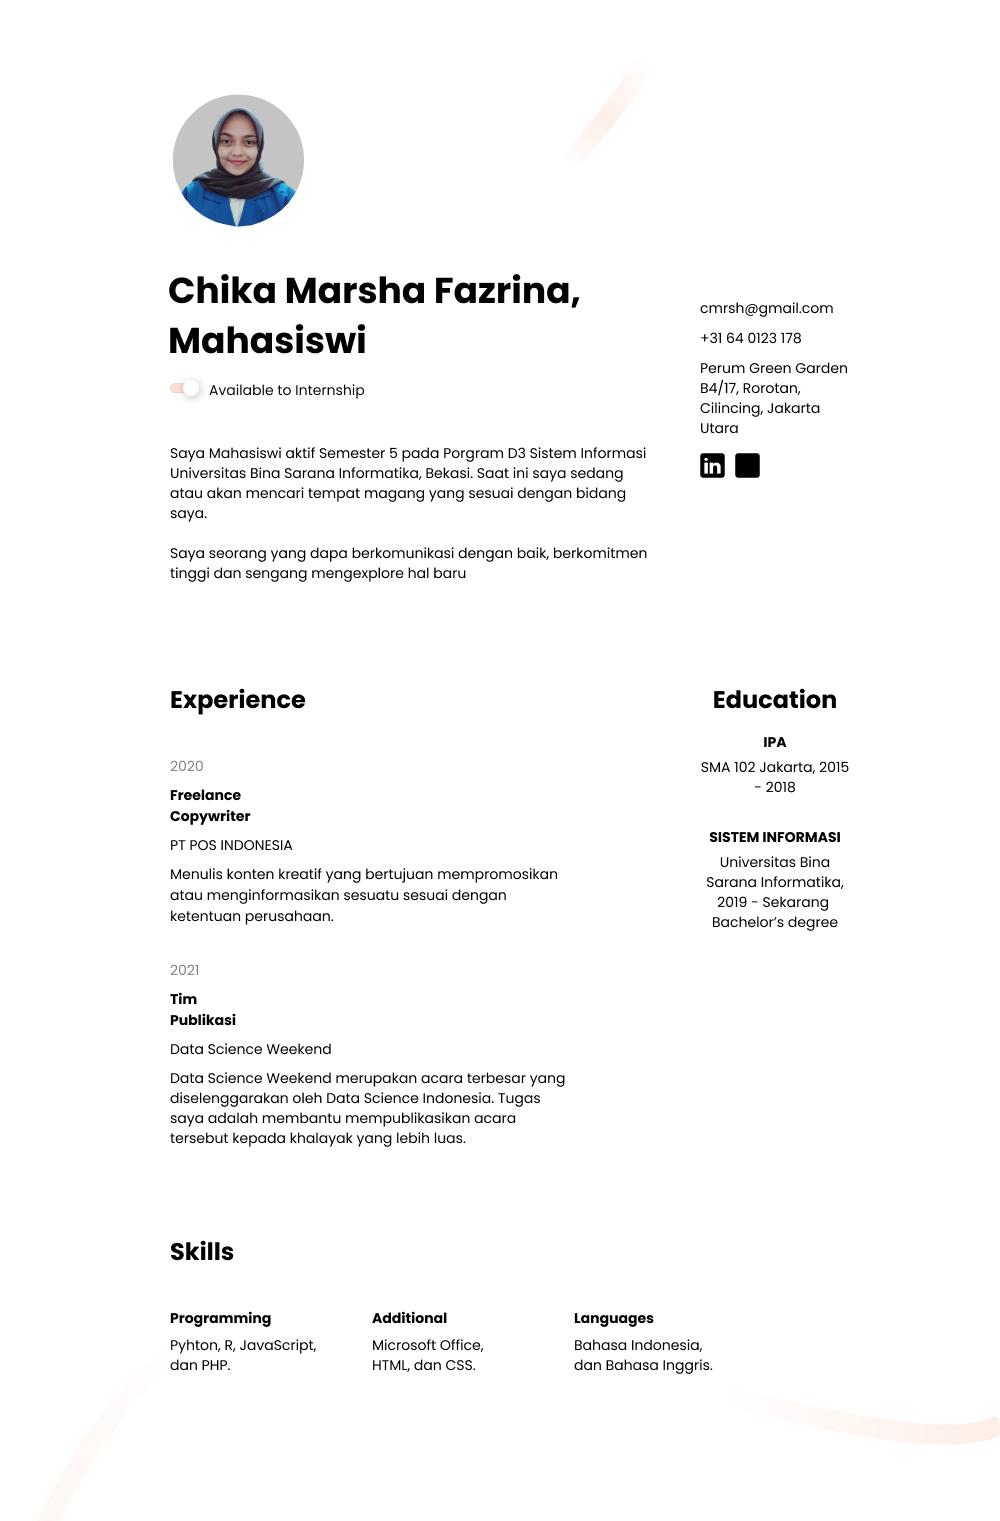 Chika Marsha Fazrina,
Mahasiswi
Available to Internship
cmrsh@gmail.com
+31 64 0123 178
Perum Green Garden
B4/17, Rorotan,
Cilincing, Jakarta
Utara
in
Saya Mahasiswi aktif Semester 5 pada Porgram D3 Sistem Informasi
Universitas Bina Sarana Informatika, Bekasi. Saat ini saya sedang
atau akan mencari tempat magang yang sesuai dengan bidang
saya.
Saya seorang yang dapa berkomunikasi dengan baik, berkomitmen
tinggi dan sengang mengexplore hal baru
Experience
2020
Freelance
Copywriter
PT POS INDONESIA
Menulis konten kreatif yang bertujuan mempromosikan
atau menginformasikan sesuatu sesuai dengan
ketentuan perusahaan.
2021
Tim
Publikasi
Data Science Weekend
Data Science Weekend merupakan acara terbesar yang
diselenggarakan oleh Data Science Indonesia. Tugas
saya adalah membantu mempublikasikan acara
tersebut kepada khalayak yang lebih luas.
Education
IPA
SMA 102 Jakarta, 2015
- 2018
SISTEM INFORMASI
Universitas Bina
Sarana Informatika,
2019 - Sekarang
Bachelor’s degree
Skills
Programming
Pyhton, R, JavaScript,
dan PHP.
Additional
Microsoft Office,
HTML, dan CSS.
Languages
Bahasa Indonesia,
dan Bahasa Inggris.